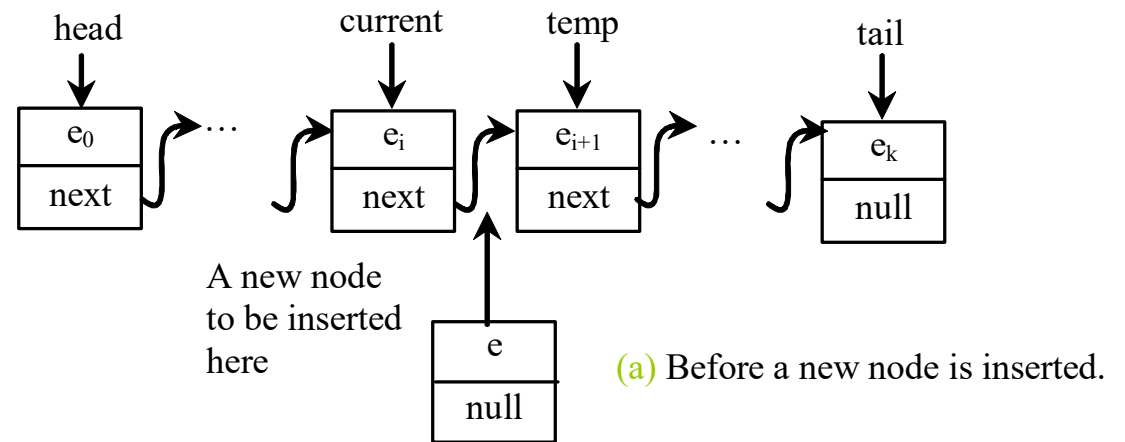 head
current
temp
tail
e₀
next
…
eᵢ
next
eᵢ₊₁
next
…
eₖ
null
A new node
to be inserted
here
e
null
(a) Before a new node is inserted.